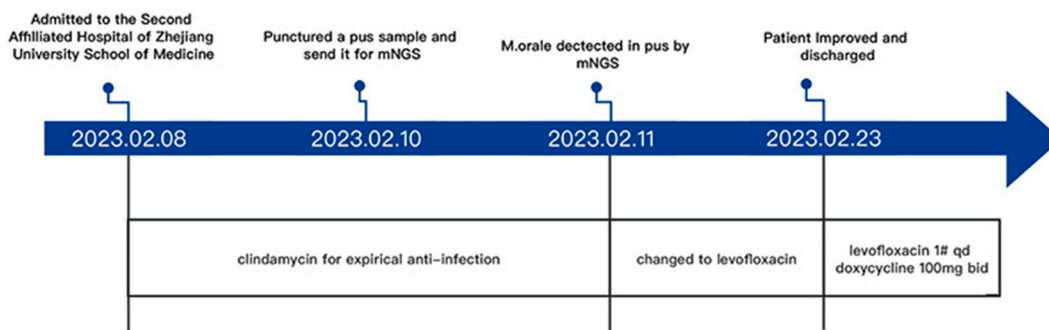 Admitted to the Second
Affilliated Hospital of Zhejiang
University School of Medicine
Punctured a pus sample and
send it for mNGS
M.orale dectected in pus by
mNGS
Patient Improved and
discharged
2023.02.08
2023.02.10
2023.02.11
2023.02.23
clindamycin for expirical anti-infection
changed to levofloxacin
levofloxacin 1# qd
doxycycline 100mg bid